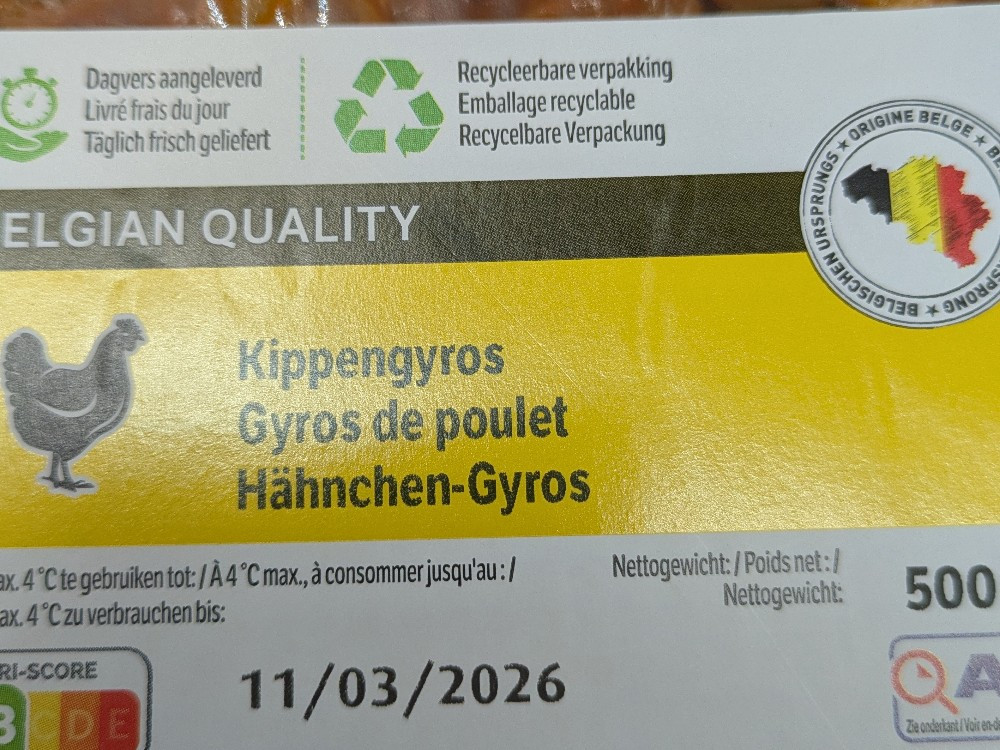 Dagvers aangeleverd
Livré frais du jour
Täglich frisch geliefert
Recycleerbare verpakking
Emballage recyclable
Recycelbare Verpackung
ORIGINE BELGE ★
BELGISCHEN URSPRUNGS ★
ELGIAN QUALITY
Kippengyros
Gyros de poulet
Hähnchen-Gyros
ax. 4 °C te gebruiken tot: / À 4 °C max., à consommer jusqu'au : /
ax. 4 °C zu verbrauchen bis:
Nettogewicht: / Poids net : /
Nettogewicht:
500
RI-SCORE
B C D E
11/03/2026
A
Zie onderkant / Voir en-d